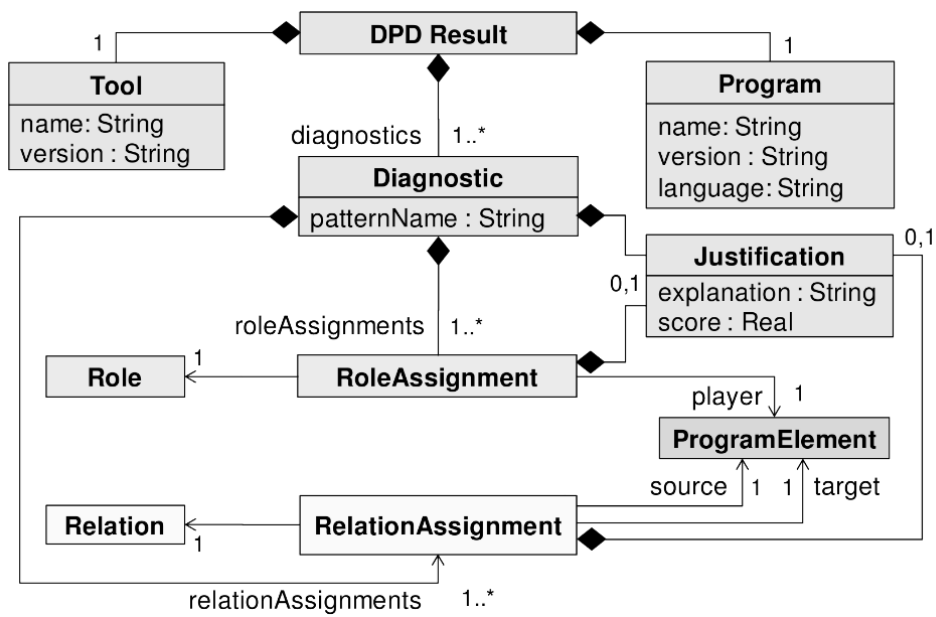 DPD Result
1
1
Tool
name: String
version : String
Program
name: String
version : String
language: String
diagnostics
1..*
Diagnostic
patternName : String
0,1
Justification
explanation : String
score : Real
0,1
roleAssignments
1..*
Role
1
RoleAssignment
player
1
ProgramElement
source
1
1
target
Relation
1
RelationAssignment
relationAssignments
1..*